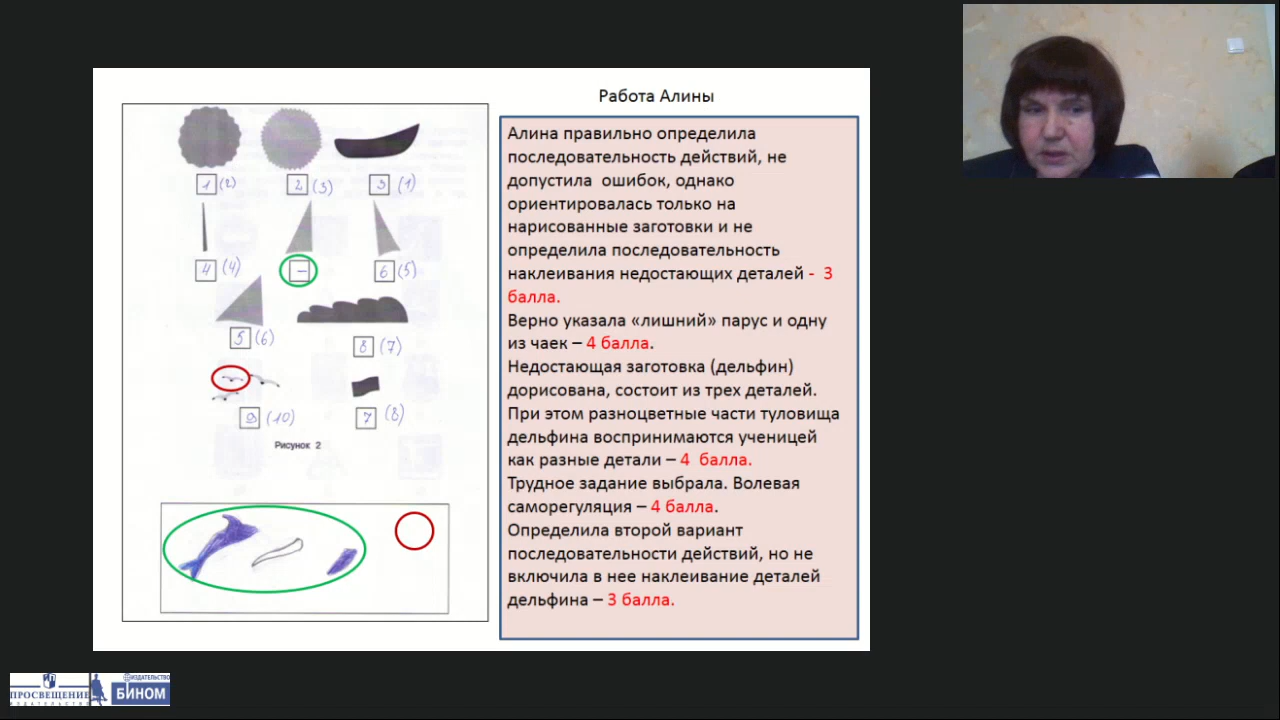 Работа Алины
1 (2) 2 (3) 3 (1)
4 (4) – 6 (5)
5 (6) 8 (7)
9 (10) 7 (8)
Рисунок 2
Алина правильно определила
последовательность действий, не
допустила ошибок, однако
ориентировалась только на
нарисованные заготовки и не
определила последовательность
наклеивания недостающих деталей - 3
балла.
Верно указала «лишний» парус и одну
из чаек – 4 балла.
Недостающая заготовка (дельфин)
дорисована, состоит из трех деталей.
При этом разноцветные части туловища
дельфина воспринимаются ученицей
как разные детали – 4 балла.
Трудное задание выбрала. Волевая
саморегуляция – 4 балла.
Определила второй вариант
последовательности действий, но не
включила в нее наклеивание деталей
дельфина – 3 балла.
ПРОСВЕЩЕНИЕ
ИЗДАТЕЛЬСТВО
ИЗДАТЕЛЬСТВО
БИНОМ